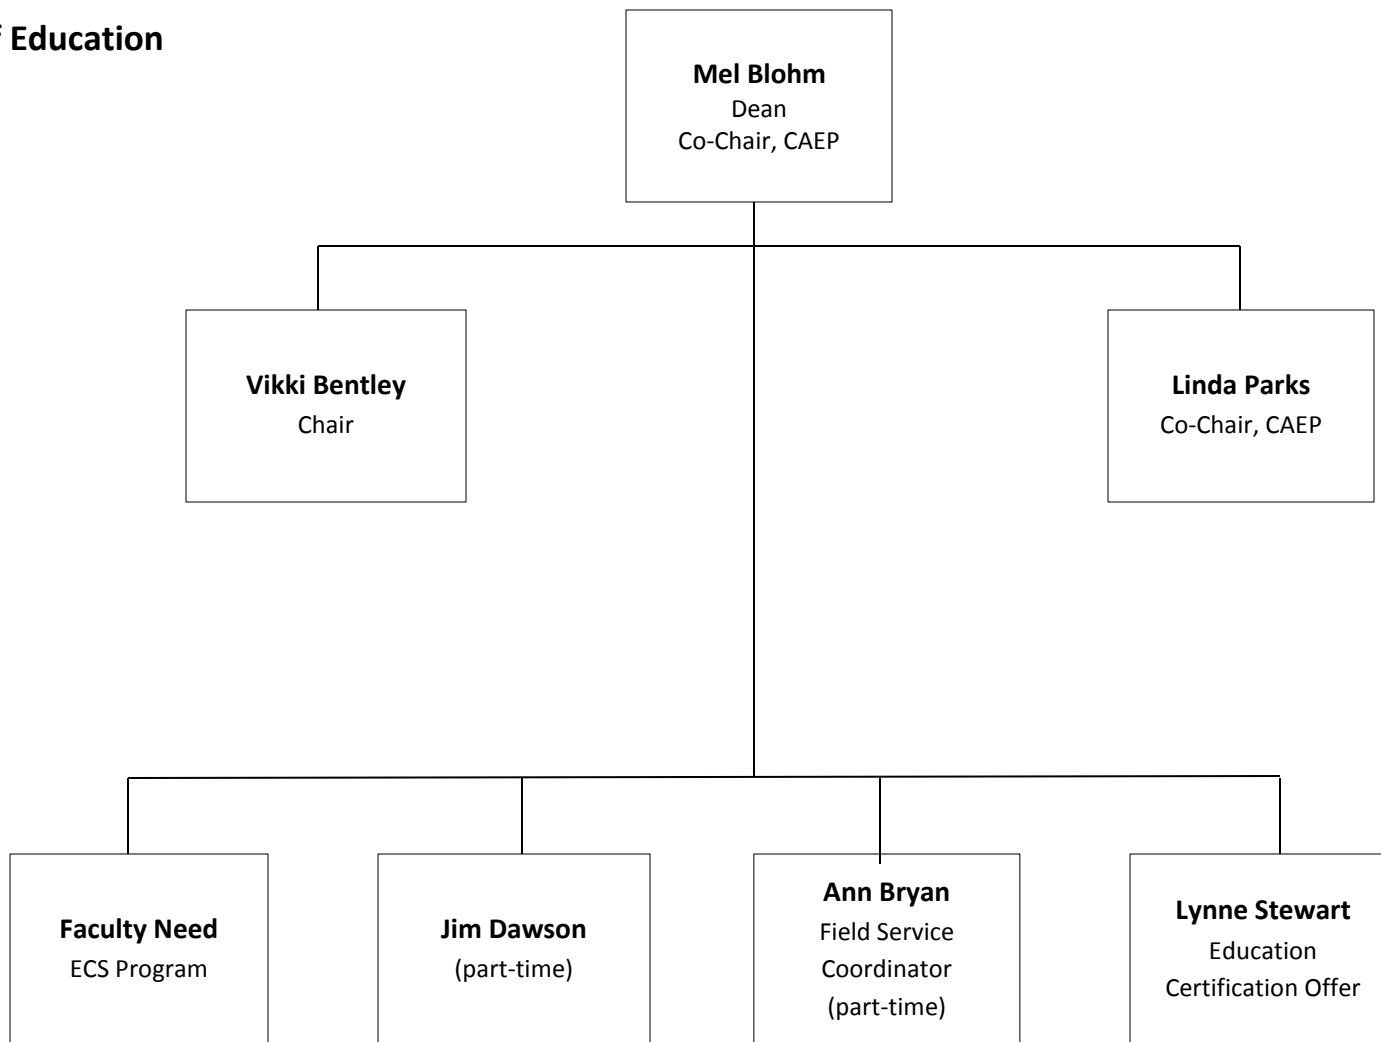 Education
Mel Blohm
Dean
Co-Chair, CAEP
Vikki Bentley
Chair
Linda Parks
Co-Chair, CAEP
Faculty Need
ECS Program
Jim Dawson
(part-time)
Ann Bryan
Field Service
Coordinator
(part-time)
Lynne Stewart
Education
Certification Offer